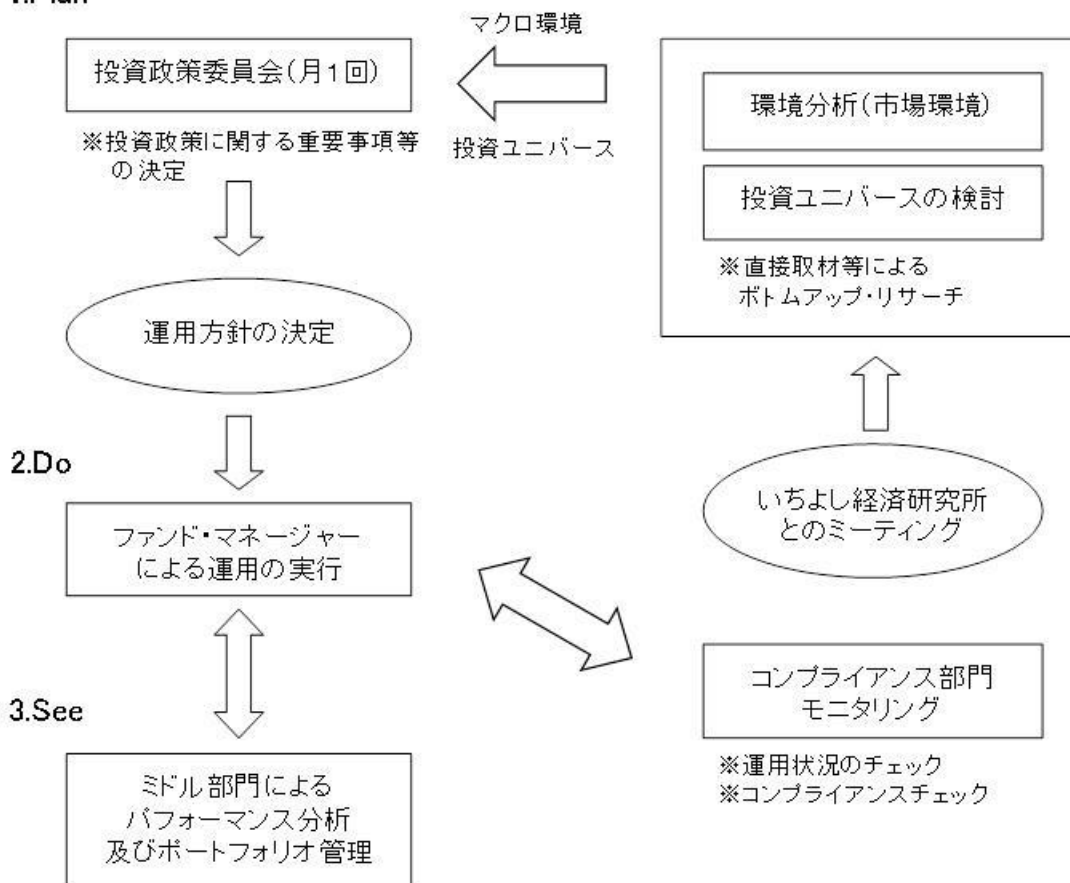 1.Plan
マクロ環境
投資政策委員会(月1回)
※投資政策に関する重要事項等
の決定
投資ユニバース
環境分析(市場環境)
投資ユニバースの検討
※直接取材等による
ボトムアップ・リサーチ
運用方針の決定
2.Do
ファンド・マネージャー
による運用の実行
いちよし経済研究所
とのミーティング
3.See
ミドル部門による
パフォーマンス分析
及びポートフォリオ管理
コンプライアンス部門
モニタリング
※運用状況のチェック
※コンプライアンスチェック